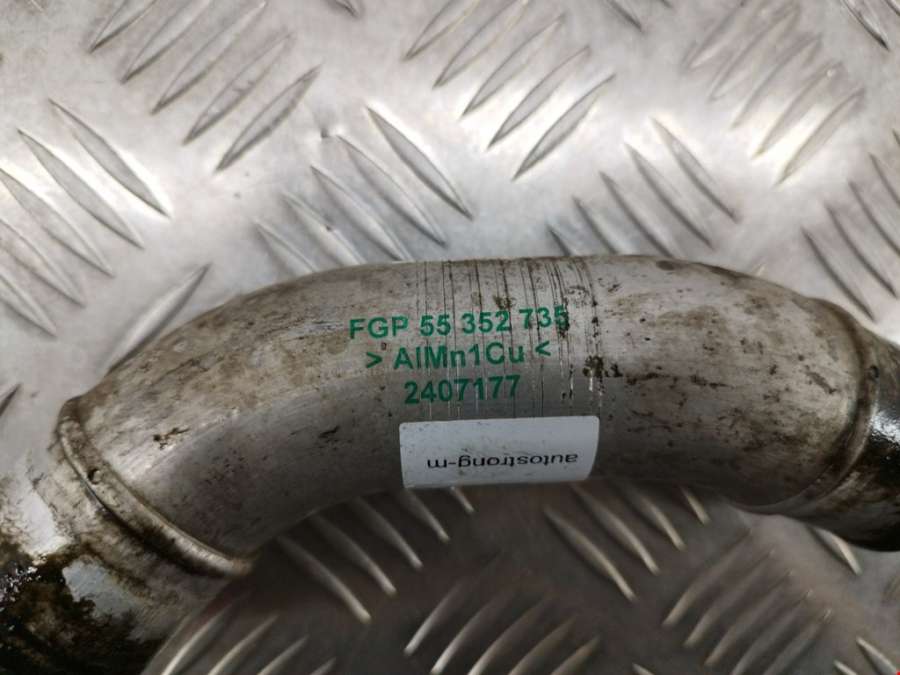 FGP 55 352 735
> AlMn1Cu <
2407177
autostrong-m